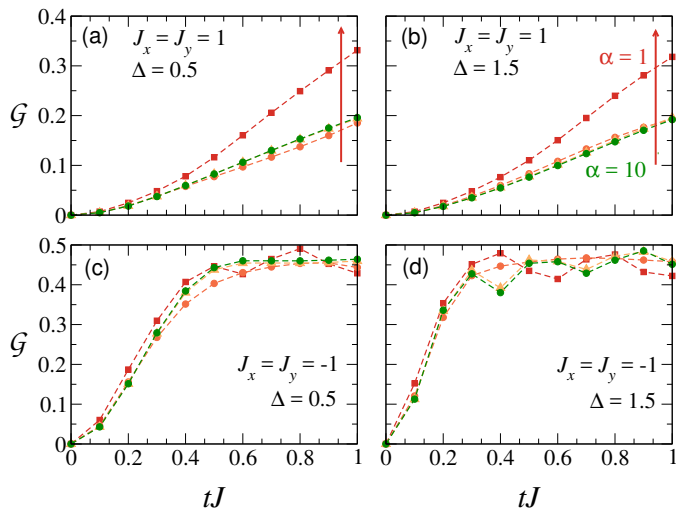 (a)
J_x = J_y = 1
Δ = 0.5
(b)
J_x = J_y = 1
Δ = 1.5
α = 1
α = 10
0.4
0.3
0.2
0.1
0
𝒢
(c)
J_x = J_y = -1
Δ = 0.5
(d)
J_x = J_y = -1
Δ = 1.5
0.5
0.4
0.3
0.2
0.1
0
𝒢
0 0.2 0.4 0.6 0.8 1
0 0.2 0.4 0.6 0.8 1
tJ
tJ